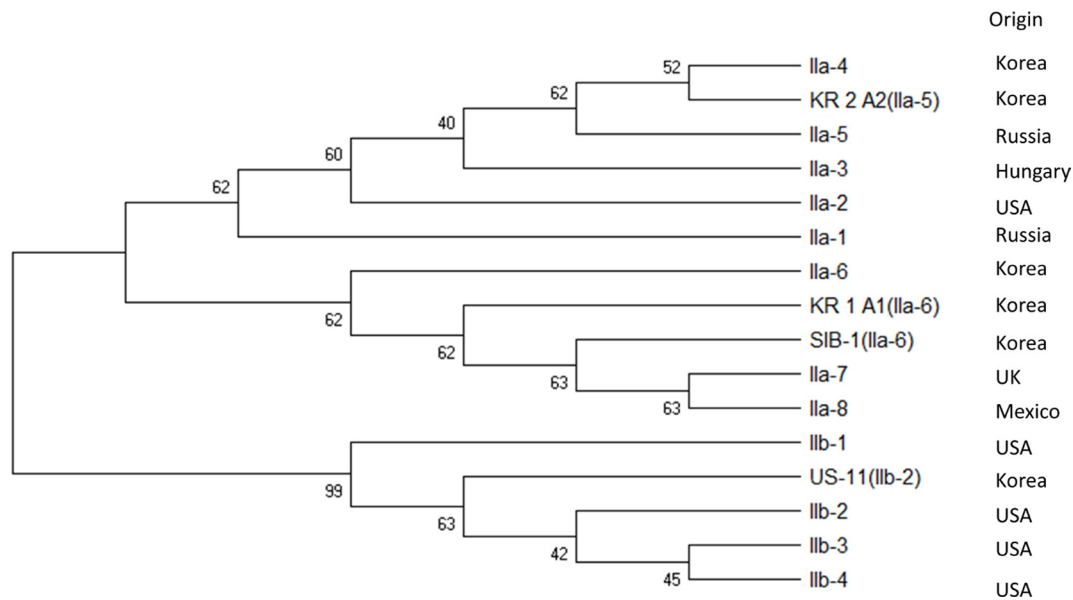 Origin
52 IIa-4 Korea
KR 2 A2(IIa-5) Korea
62
IIa-5 Russia
40
IIa-3 Hungary
60
IIa-2 USA
62
IIa-1 Russia
IIa-6 Korea
KR 1 A1(IIa-6) Korea
62
SIB-1(IIa-6) Korea
62
IIa-7 UK
63
IIa-8 Mexico
63
IIb-1 USA
US-11(IIb-2) Korea
99
IIb-2 USA
63
IIb-3 USA
42
IIb-4 USA
45